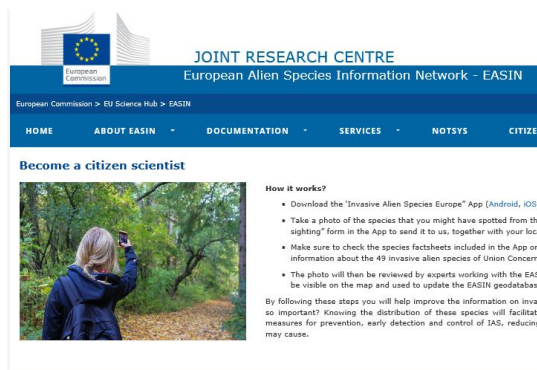 European
Commission
JOINT RESEARCH CENTRE
European Alien Species Information Network - EASIN
European Commission > EU Science Hub > EASIN
HOME ABOUT EASIN DOCUMENTATION SERVICES NOTSYS CITIZE
Become a citizen scientist
How it works?
• Download the 'Invasive Alien Species Europe" App (Android, iOS
• Take a photo of the species that you might have spotted from th
sighting" form in the App to send it to us, together with your loc
• Make sure to check the species factsheets included in the App or
information about the 49 invasive alien species of Union Concern
• The photo will then be reviewed by experts working with the EAS
be visible on the map and used to update the EASIN geodatabas
By following these steps you will help improve the information on inva
so important? Knowing the distribution of these species will facilitat
measures for prevention, early detection and control of IAS, reducing
may cause.